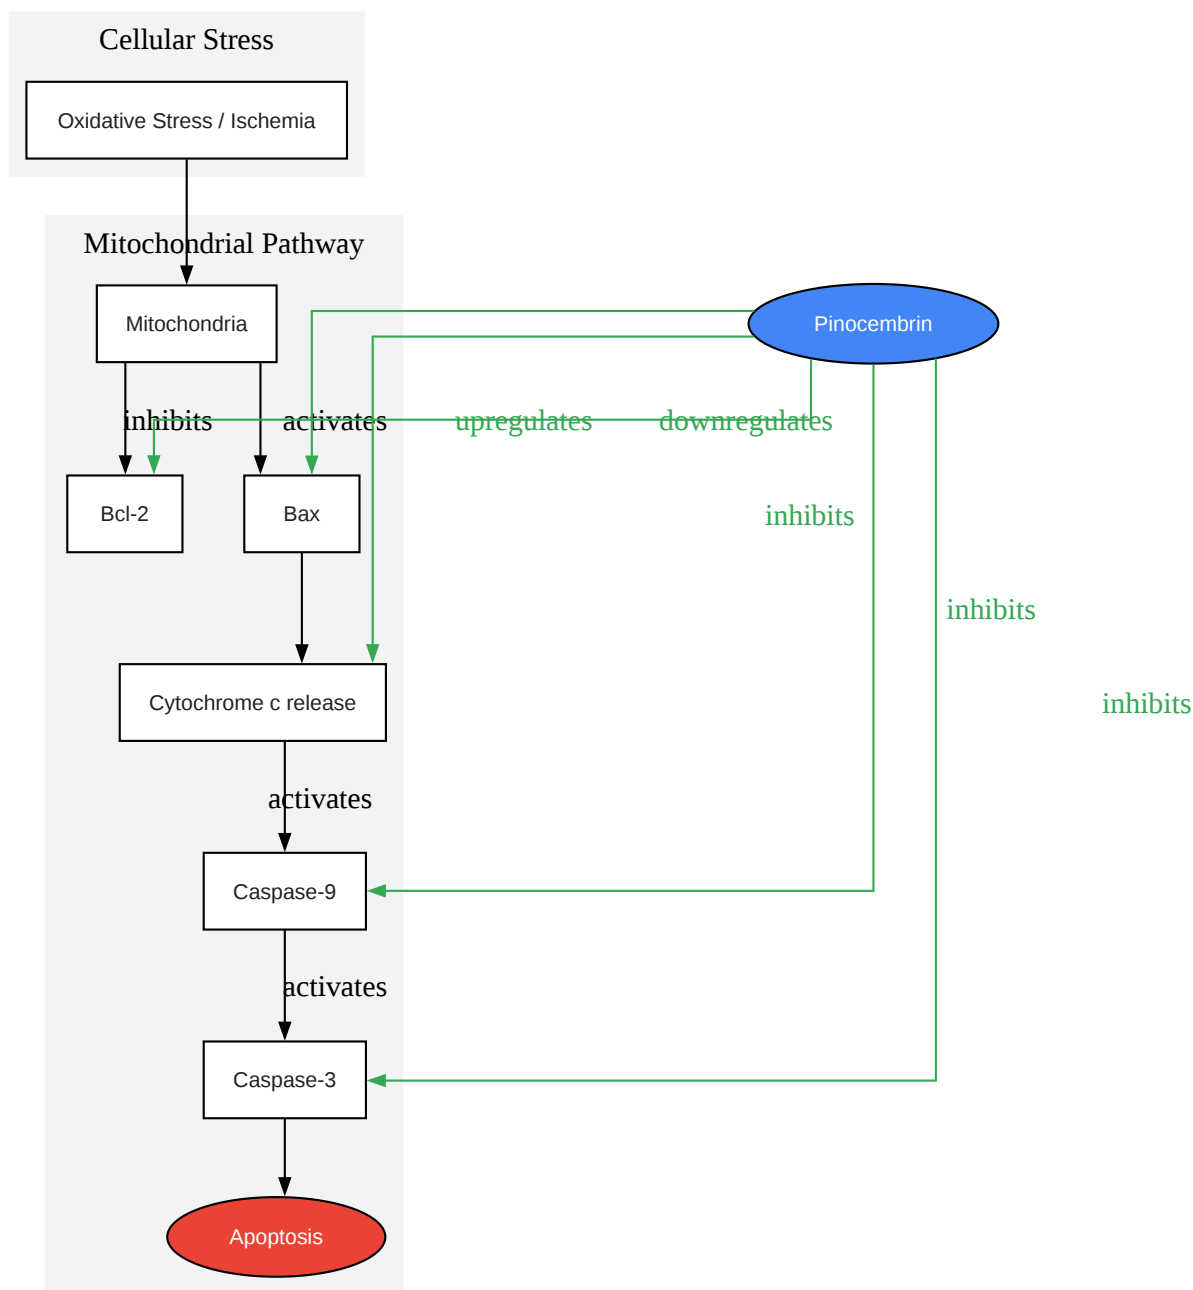 Cellular Stress
Oxidative Stress / Ischemia
Mitochondrial Pathway
Mitochondria
Pinocembrin
inhibits
activates
upregulates
downregulates
Bcl-2
Bax
inhibits
inhibits
Cytochrome c release
inhibits
activates
Caspase-9
activates
Caspase-3
Apoptosis